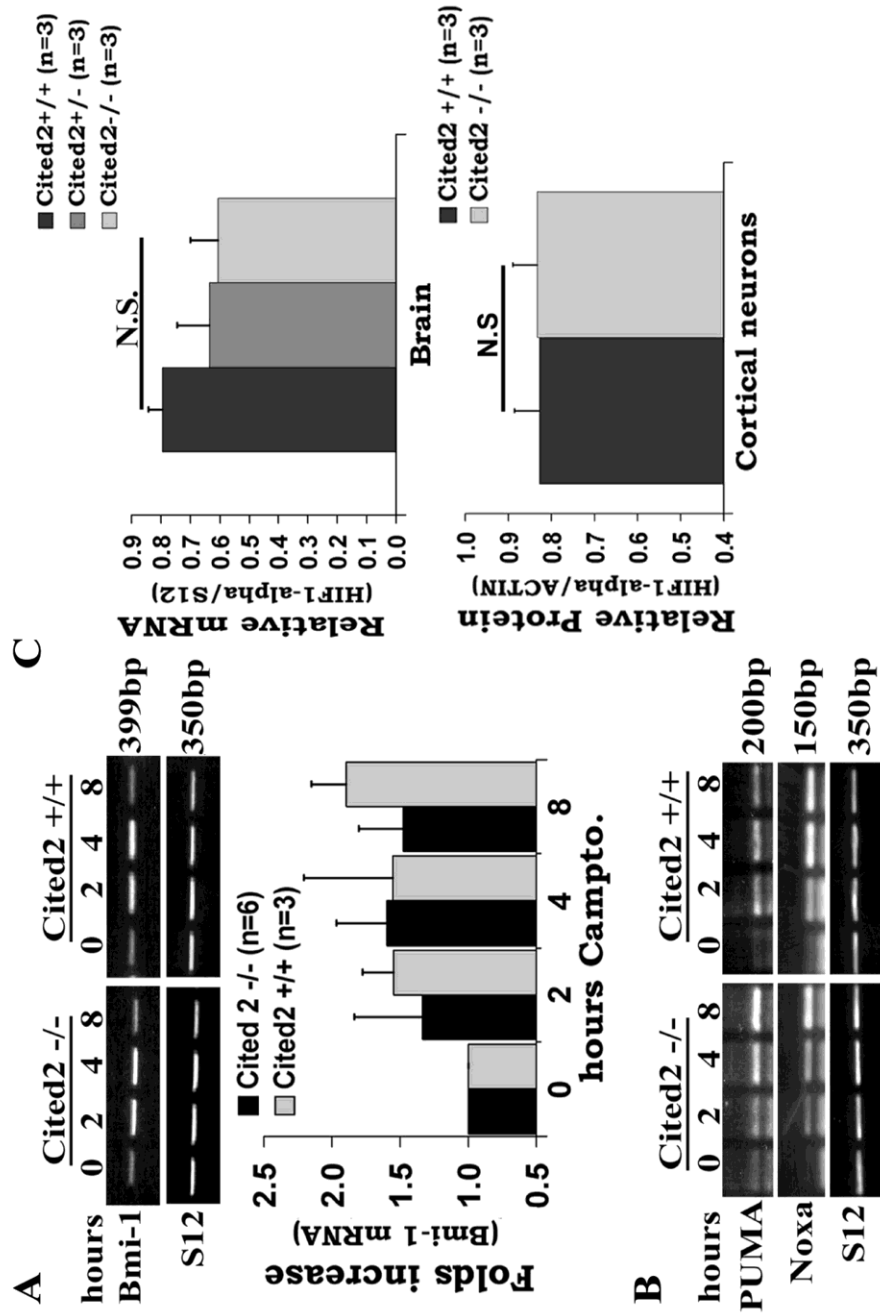 A
hours
Cited2 -/-
Cited2 +/+
0 2 4 8
0 2 4 8
Bmi-1
399bp
S12
350bp
Folds increase
(Bmi-1 mRNA)
2.5
2.0
1.5
1.0
0.5
Cited 2 -/- (n=6)
Cited2 +/+ (n=3)
0 2 4 8
hours Campto.
B
hours
Cited2 -/-
Cited2 +/+
0 2 4 8
0 2 4 8
PUMA
200bp
Noxa
150bp
S12
350bp
C
Relative mRNA
(HIF1-alpha/S12)
0.9
0.8
0.7
0.6
0.5
0.4
0.3
0.2
0.1
0.0
N.S.
Cited2+/+ (n=3)
Cited2+/- (n=3)
Cited2-/- (n=3)
Brain
Relative Protein
(HIF1-alpha/ACTIN)
1.0
0.9
0.8
0.7
0.6
0.5
0.4
N.S
Cited2 +/+ (n=3)
Cited2 -/- (n=3)
Cortical neurons